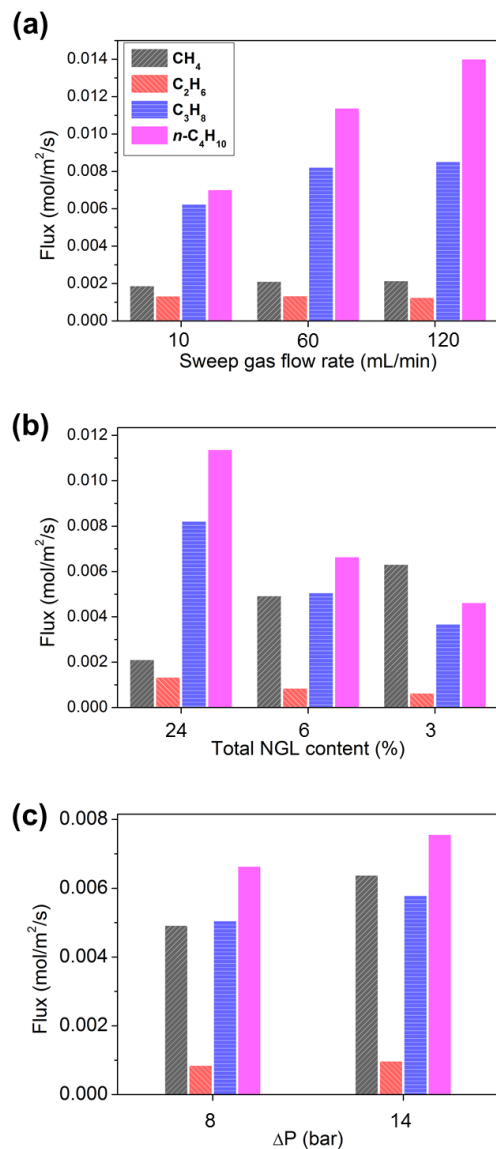 (a)
0.014
0.012
0.010
0.008
0.006
0.004
0.002
0.000
Flux (mol/m²/s)
CH₄
C₂H₆
C₃H₈
n-C₄H₁₀
10 60 120
Sweep gas flow rate (mL/min)
(b)
0.012
0.010
0.008
0.006
0.004
0.002
0.000
Flux (mol/m²/s)
24 6 3
Total NGL content (%)
(c)
0.008
0.006
0.004
0.002
0.000
Flux (mol/m²/s)
8 14
ΔP (bar)